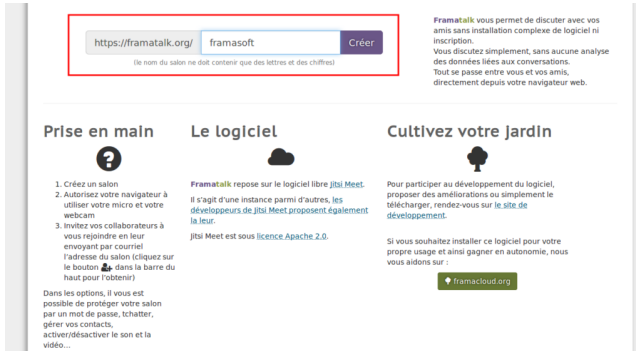 https://framatalk.org/ framasoft Créer
(le nom du salon ne doit contenir que des lettres et des chiffres)
Framatalk vous permet de discuter avec vos
amis sans installation complexe de logiciel ni
inscription.
Vous discutez simplement, sans aucune analyse
des données liées aux conversations.
Tout se passe entre vous et vos amis,
directement depuis votre navigateur web.
Prise en main
1. Créez un salon
2. Autorisez votre navigateur à
utiliser votre micro et votre
webcam
3. Invitez vos collaborateurs à
vous rejoindre en leur
envoyant par courriel
l'adresse du salon (cliquez sur
le bouton dans la barre du
haut pour l'obtenir)
Dans les options, il vous est
possible de protéger votre salon
par un mot de passe, tchatter,
gérer vos contacts,
activer/désactiver le son et la
vidéo…
Le logiciel
Framatalk repose sur le logiciel libre Jitsi Meet.
Il s'agit d'une instance parmi d'autres, les
développeurs de Jitsi Meet proposent également
la leur.
Jitsi Meet est sous licence Apache 2.0.
Cultivez votre jardin
Pour participer au développement du logiciel,
proposer des améliorations ou simplement le
télécharger, rendez-vous sur le site de
développement.
Si vous souhaitez installer ce logiciel pour votre
propre usage et ainsi gagner en autonomie, nous
vous aidons sur :
framacloud.org